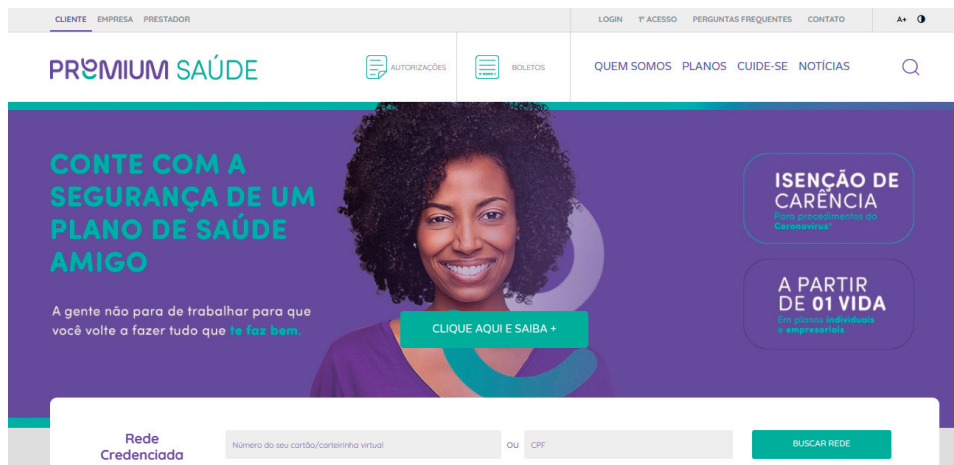 CLIENTE EMPRESA PRESTADOR
LOGIN 1º ACESSO PERGUNTAS FREQUENTES CONTATO A+
PREMIUM SAÚDE
AUTORIZAÇÕES
BOLETOS
QUEM SOMOS PLANOS CUIDE-SE NOTÍCIAS
CONTE COM A
SEGURANÇA DE UM
PLANO DE SAÚDE
AMIGO
A gente não para de trabalhar para que
você volte a fazer tudo que te faz bem.
CLIQUE AQUI E SAIBA +
ISENÇÃO DE
CARÊNCIA
Para procedimentos do
Coronavírus*
A PARTIR
DE 01 VIDA
Em planos individuais
e empresariais
Rede
Credenciada
Número do seu cartão/carteirinha virtual
OU
CPF
BUSCAR REDE